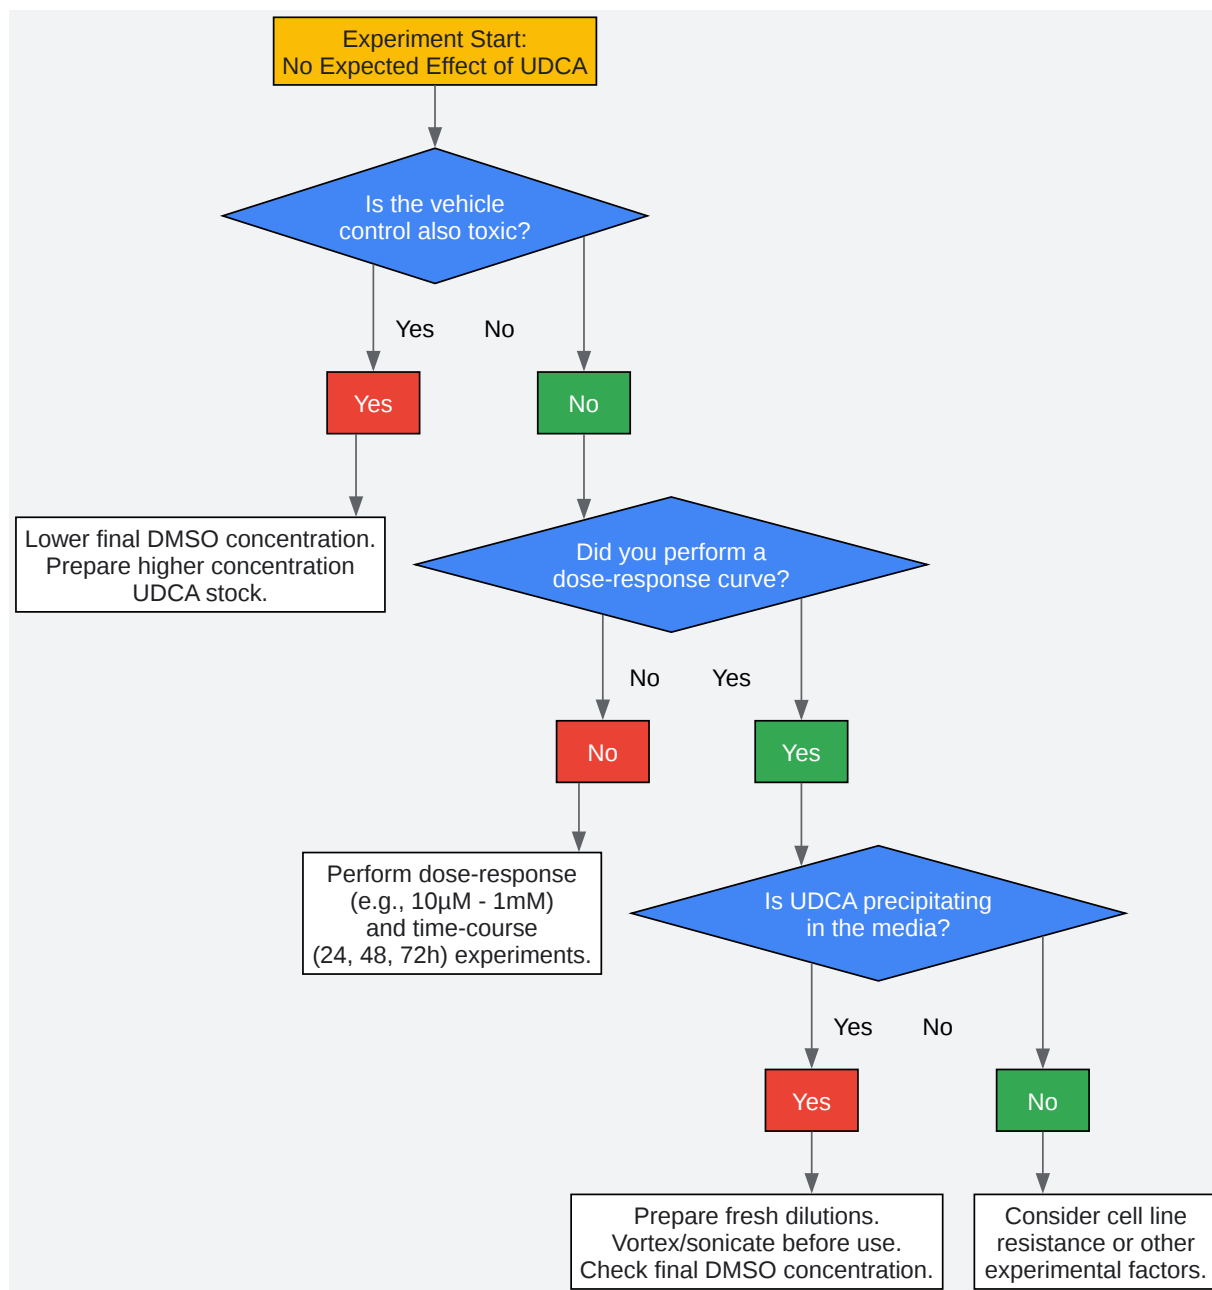 Experiment Start:
No Expected Effect of UDCA
Is the vehicle
control also toxic?
Yes
No
Yes
No
Lower final DMSO concentration.
Prepare higher concentration
UDCA stock.
Did you perform a
dose-response curve?
No
Yes
No
Yes
Perform dose-response
(e.g., 10µM - 1mM)
and time-course
(24, 48, 72h) experiments.
Is UDCA precipitating
in the media?
Yes
No
Yes
No
Prepare fresh dilutions.
Vortex/sonicate before use.
Check final DMSO concentration.
Consider cell line
resistance or other
experimental factors.